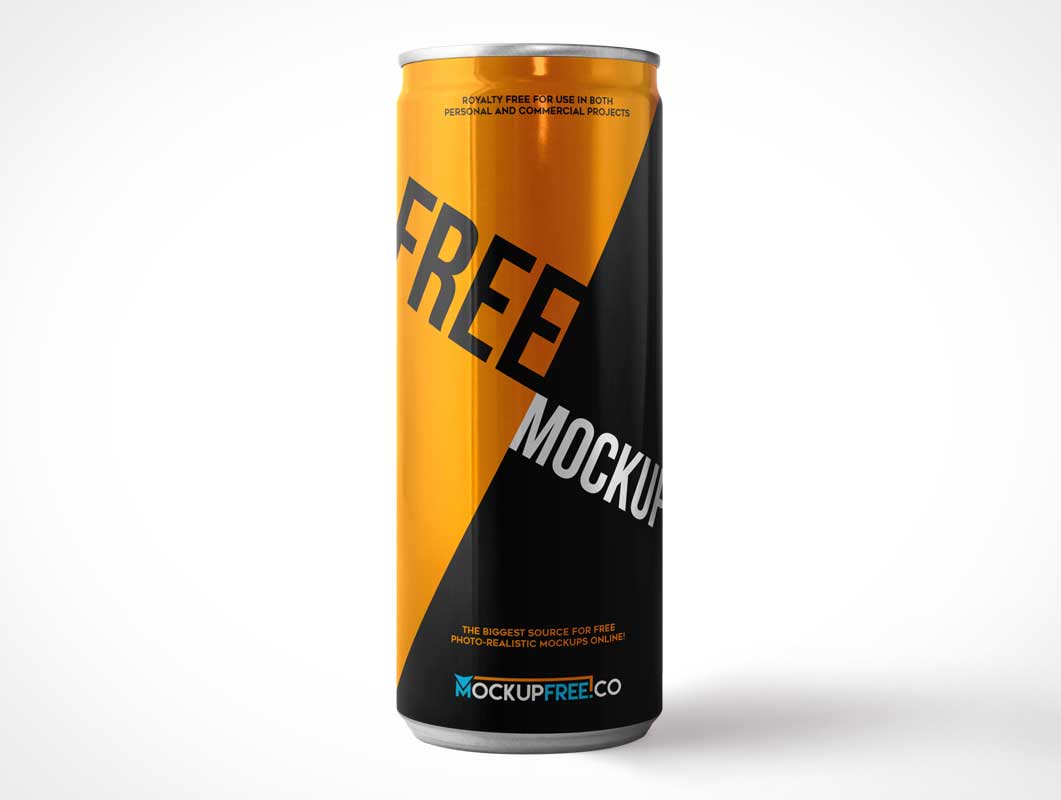 ROYALTY FREE FOR USE IN BOTH
PERSONAL AND COMMERCIAL PROJECTS
FREE
MOCKUP
THE BIGGEST SOURCE FOR FREE
PHOTO-REALISTIC MOCKUPS ONLINE!
MOCKUPFREE.CO